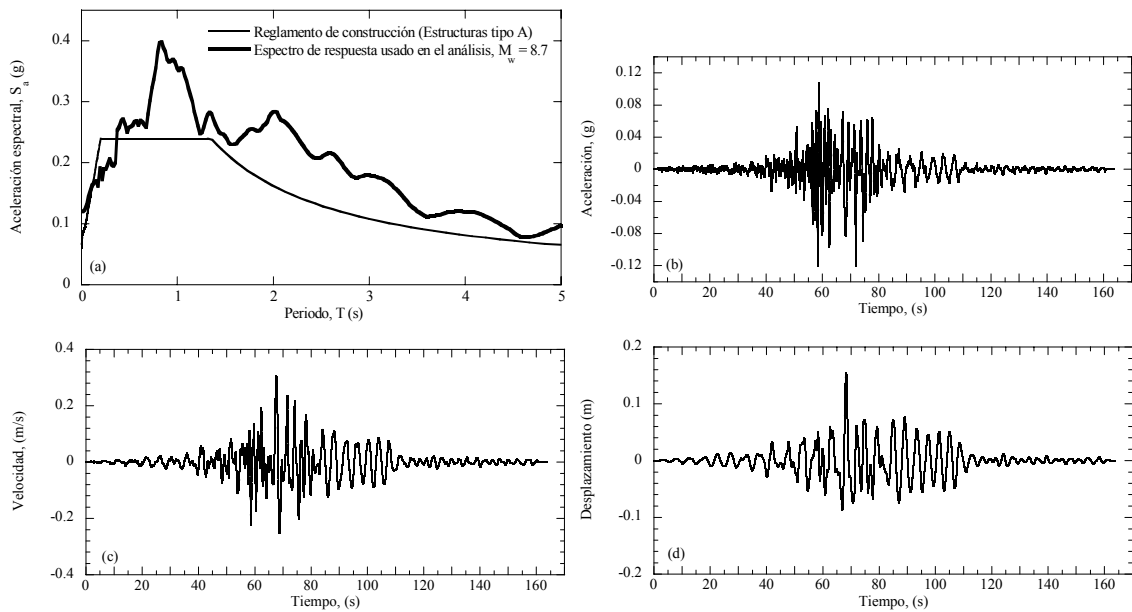 Reglamento de construcción (Estructuras tipo A)
Espectro de respuesta usado en el análisis, M_w = 8.7
Aceleración espectral, S_a (g)
0.4
0.3
0.2
0.1
0
(a)
0 1 2 3 4 5
Periodo, T (s)
Aceleración, (g)
0.12
0.08
0.04
0
-0.04
-0.08
-0.12
(b)
0 20 40 60 80 100 120 140 160
Tiempo, (s)
Velocidad, (m/s)
0.4
0.2
0
-0.2
-0.4
(c)
0 20 40 60 80 100 120 140 160
Tiempo, (s)
Desplazamiento (m)
0.2
0.1
0
-0.1
-0.2
(d)
0 20 40 60 80 100 120 140 160
Tiempo, (s)